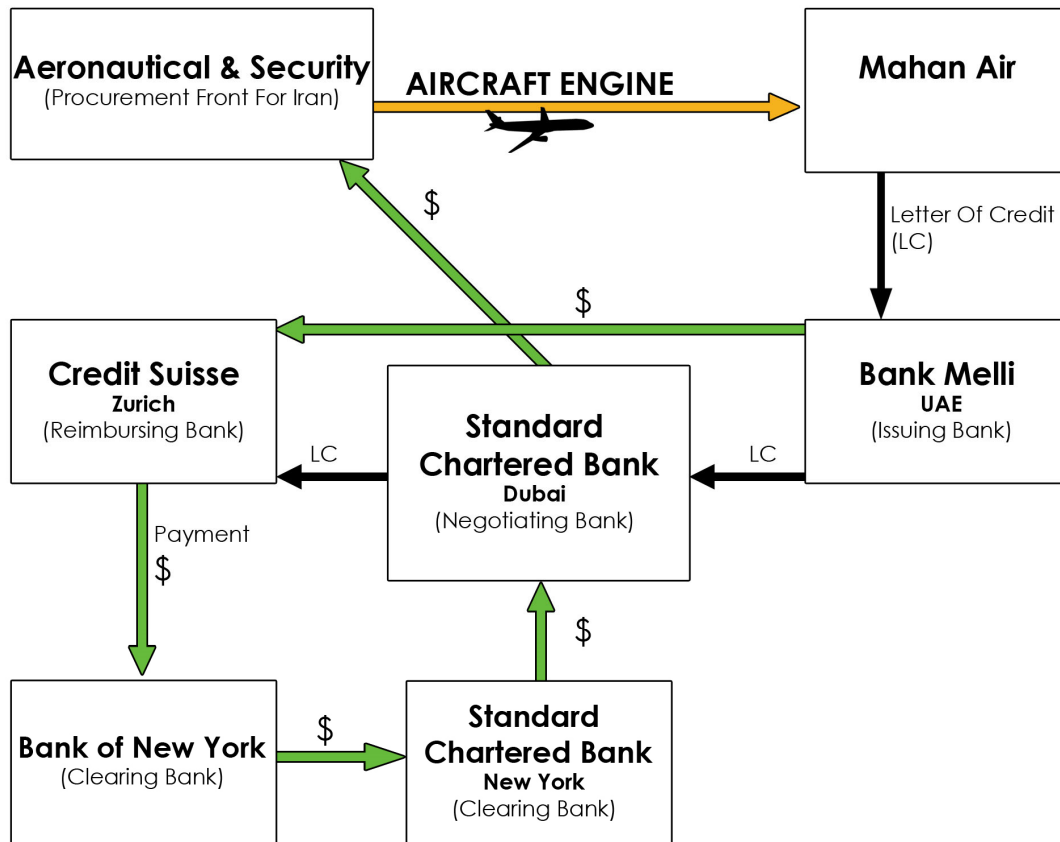 Aeronautical & Security
(Procurement Front For Iran)
AIRCRAFT ENGINE
Mahan Air
$
Letter Of Credit
(LC)
$
Credit Suisse
Zurich
(Reimbursing Bank)
Bank Melli
UAE
(Issuing Bank)
LC
Standard
Chartered Bank
Dubai
(Negotiating Bank)
LC
Payment
$
$
Bank of New York
(Clearing Bank)
$
Standard
Chartered Bank
New York
(Clearing Bank)